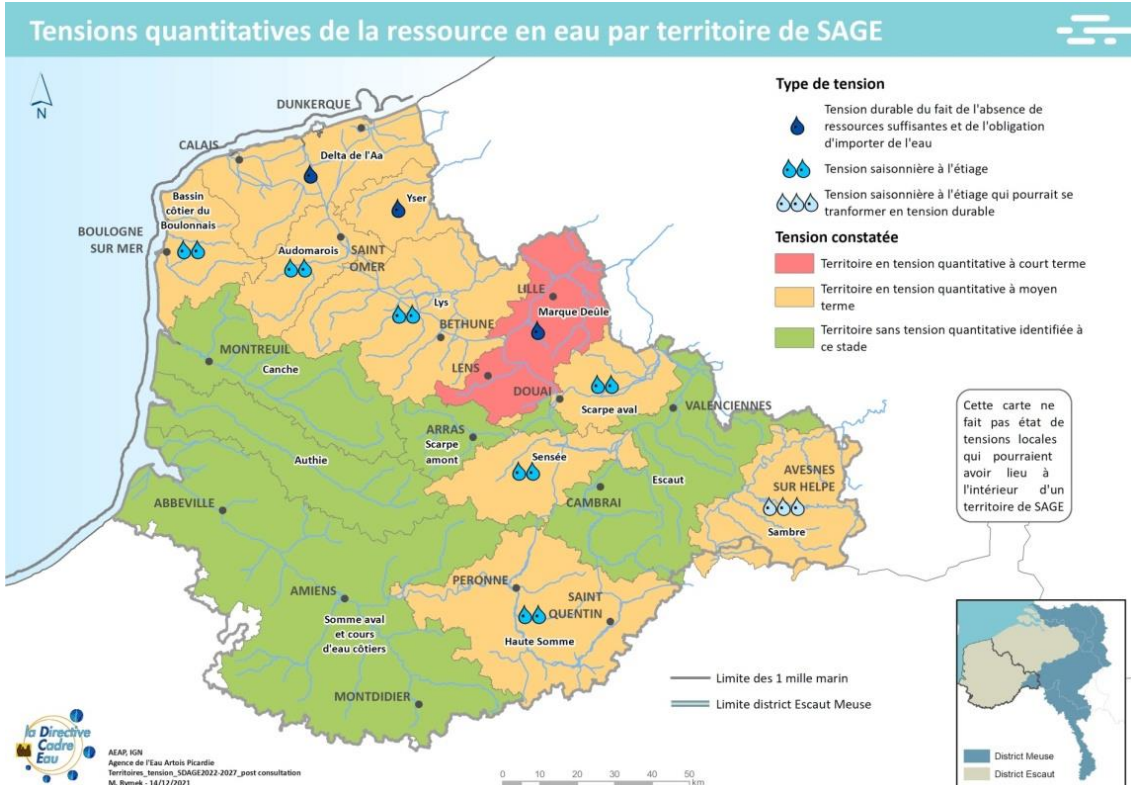 Tensions quantitatives de la ressource en eau par territoire de SAGE
N
DUNKERQUE
CALAIS
Delta de l'Aa
Bassin
côtier du
Boulonnais
Yser
BOULOGNE
SUR MER
Audomarois
SAINT
OMER
Lys
LILLE
Marque Deûle
BETHUNE
MONTREUIL
Canche
LENS
DOUAI
Scarpe aval
VALENCIENNES
ARRAS
Scarpe
amont
Authie
Sensée
Escaut
AVESNES
SUR HELPE
ABBEVILLE
CAMBRAI
Sambre
PERONNE
AMIENS
SAINT
QUENTIN
Somme aval
et cours
d'eau côtiers
Haute Somme
MONTDIDIER
Type de tension
Tension durable du fait de l'absence de
ressources suffisantes et de l'obligation
d'importer de l'eau
Tension saisonnière à l'étiage
Tension saisonnière à l'étiage qui pourrait se
tranformer en tension durable
Tension constatée
Territoire en tension quantitative à court terme
Territoire en tension quantitative à moyen
terme
Territoire sans tension quantitative identifiée à
ce stade
Cette carte ne
fait pas état de
tensions locales
qui pourraient
avoir lieu à
l'intérieur d'un
territoire de SAGE
Limite des 1 mille marin
Limite district Escaut Meuse
District Meuse
District Escaut
la Directive
Cadre
Eau
AEAP, IGN
Agence de l'Eau Artois Picardie
Territoires_tension_SDAGE2022-2027_post consultation
M. Rymek - 14/12/2021
0 10 20 30 40 50
km